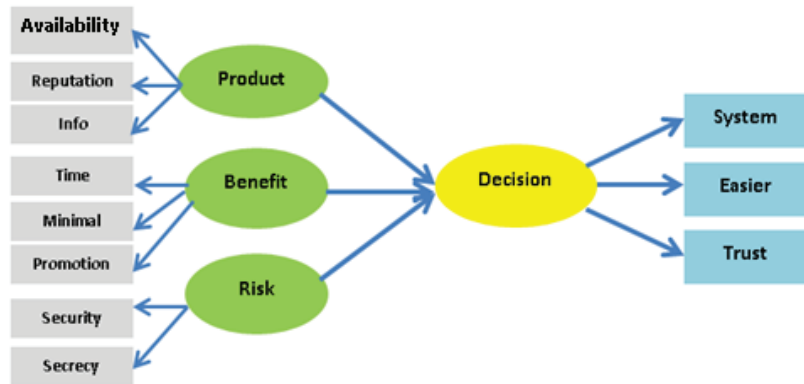 Availability
Reputation
Info
Time
Minimal
Promotion
Security
Secrecy
Product
Benefit
Risk
Decision
System
Easier
Trust